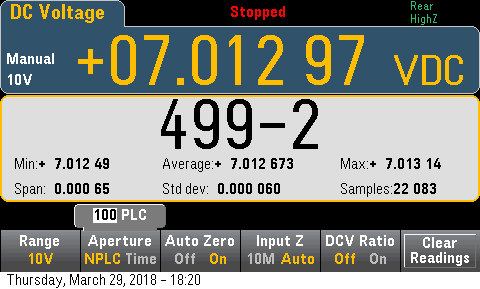 DC Voltage
Stopped
Rear
HighZ
Manual
10V
+07.012 97 VDC
499-2
Min:+ 7.012 49 Average:+ 7.012 673 Max:+ 7.013 14
Span: 0.000 65 Std dev: 0.000 060 Samples:22 083
100 PLC
Range Aperture Auto Zero Input Z DCV Ratio Clear
10V NPLC Time Off On 10M Auto Off On Readings
Thursday, March 29, 2018 - 18:20